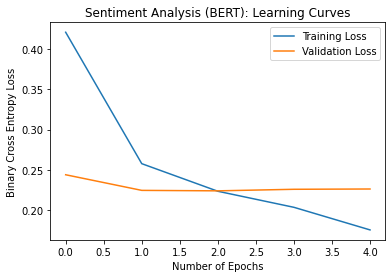 Sentiment Analysis (BERT): Learning Curves
Training Loss
Validation Loss
Binary Cross Entropy Loss
0.40
0.35
0.30
0.25
0.20
0.0 0.5 1.0 1.5 2.0 2.5 3.0 3.5 4.0
Number of Epochs